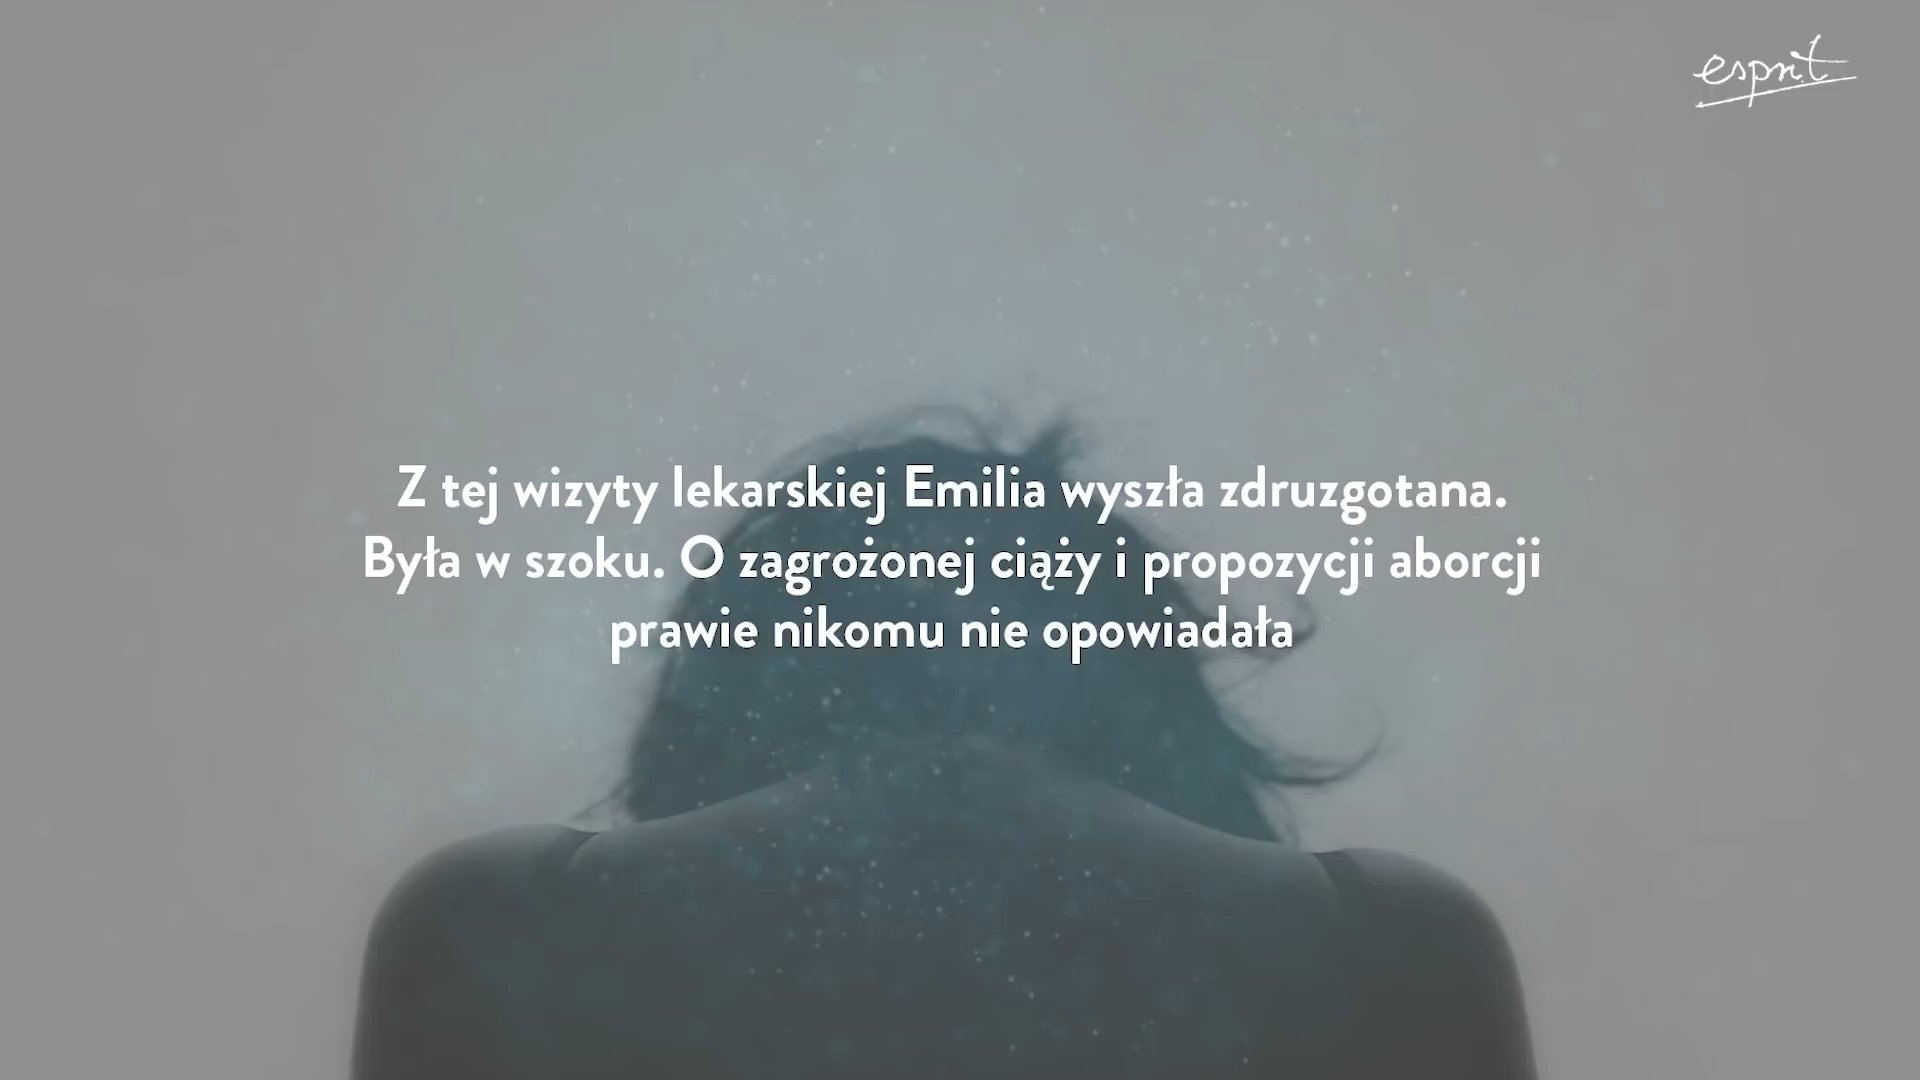 esprit
Z tej wizyty lekarskiej Emilia wyszła zdruzgotana.
Była w szoku. O zagrożonej ciąży i propozycji aborcji
prawie nikomu nie opowiadała